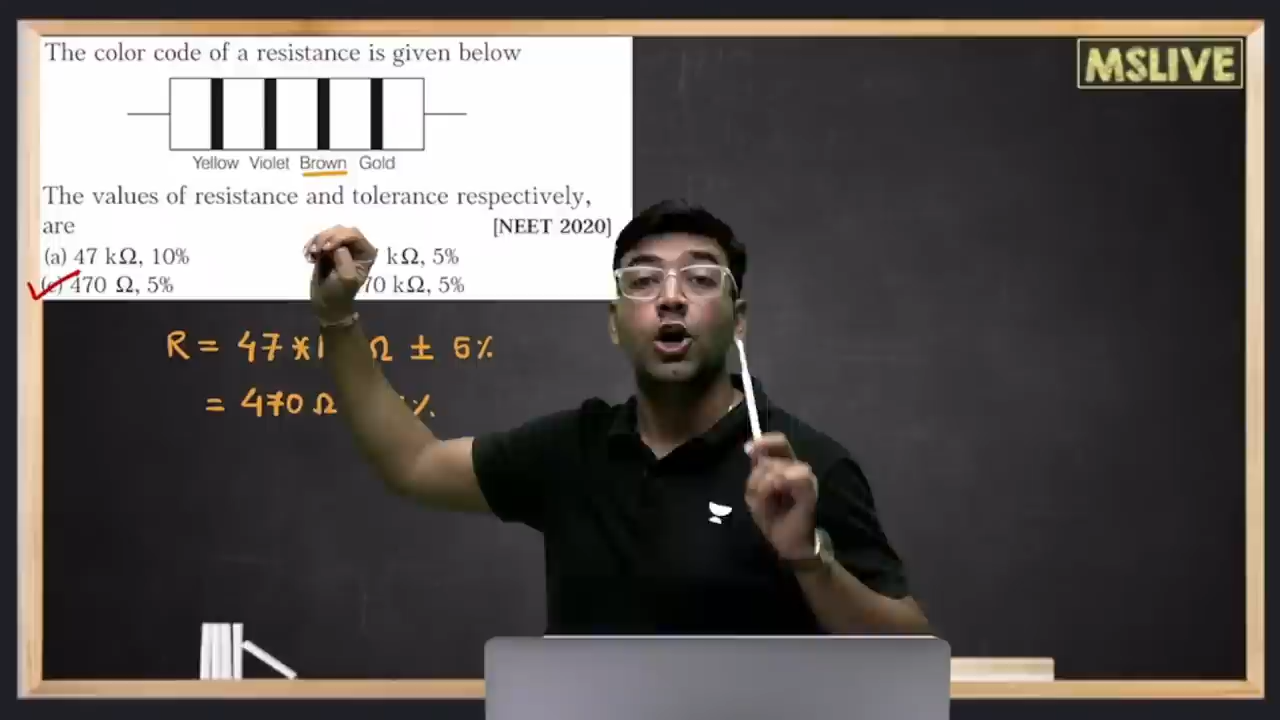 The color code of a resistance is given below
MSLIVE
Yellow Violet Brown Gold
The values of resistance and tolerance respectively,
are [NEET 2020]
(a) 47 kΩ, 10% kΩ, 5%
(c) 470 Ω, 5% 70 kΩ, 5%
R = 47 * Ω ± 5%
= 470 Ω %